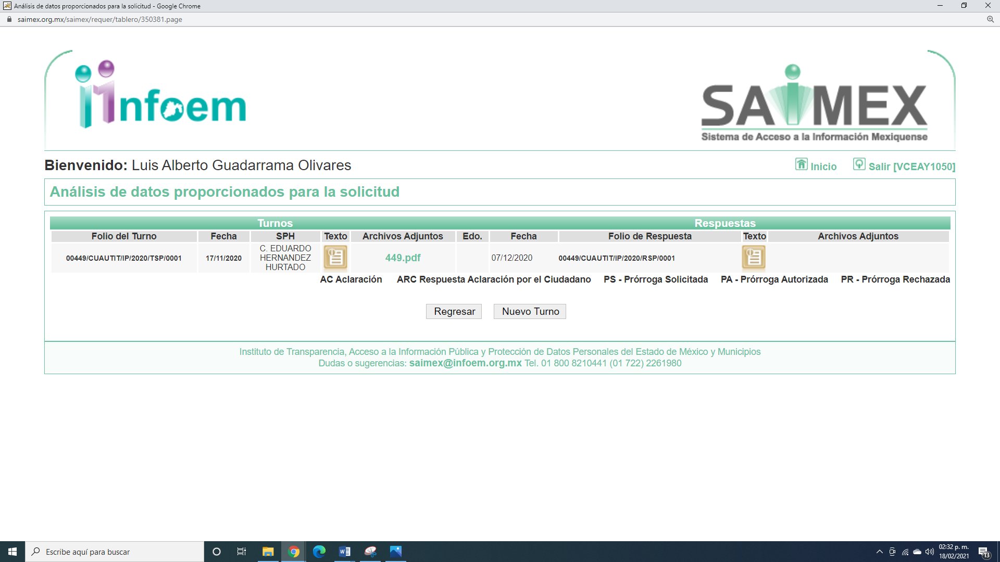 Análisis de datos proporcionados para la solicitud - Google Chrome
saimex.org.mx/saimex/requer/tablero/350381.page
infoem
SAiMEX
Sistema de Acceso a la Información Mexiquense
Bienvenido: Luis Alberto Guadarrama Olivares
Inicio Salir [VCEAY1050]
Análisis de datos proporcionados para la solicitud
Turnos Respuestas
Folio del Turno Fecha SPH Texto Archivos Adjuntos Edo. Fecha Folio de Respuesta Texto Archivos Adjuntos
00449/CUAUTIT/IP/2020/TSP/0001 17/11/2020 C. EDUARDO HERNANDEZ HURTADO 449.pdf 07/12/2020 00449/CUAUTIT/IP/2020/RSP/0001
AC Aclaración ARC Respuesta Aclaración por el Ciudadano PS - Prórroga Solicitada PA - Prórroga Autorizada PR - Prórroga Rechazada
Regresar Nuevo Turno
Instituto de Transparencia, Acceso a la Información Pública y Protección de Datos Personales del Estado de México y Municipios
Dudas o sugerencias: saimex@infoem.org.mx Tel. 01 800 8210441 (01 722) 2261980
Escribe aquí para buscar
02:32 p. m.
18/02/2021
13